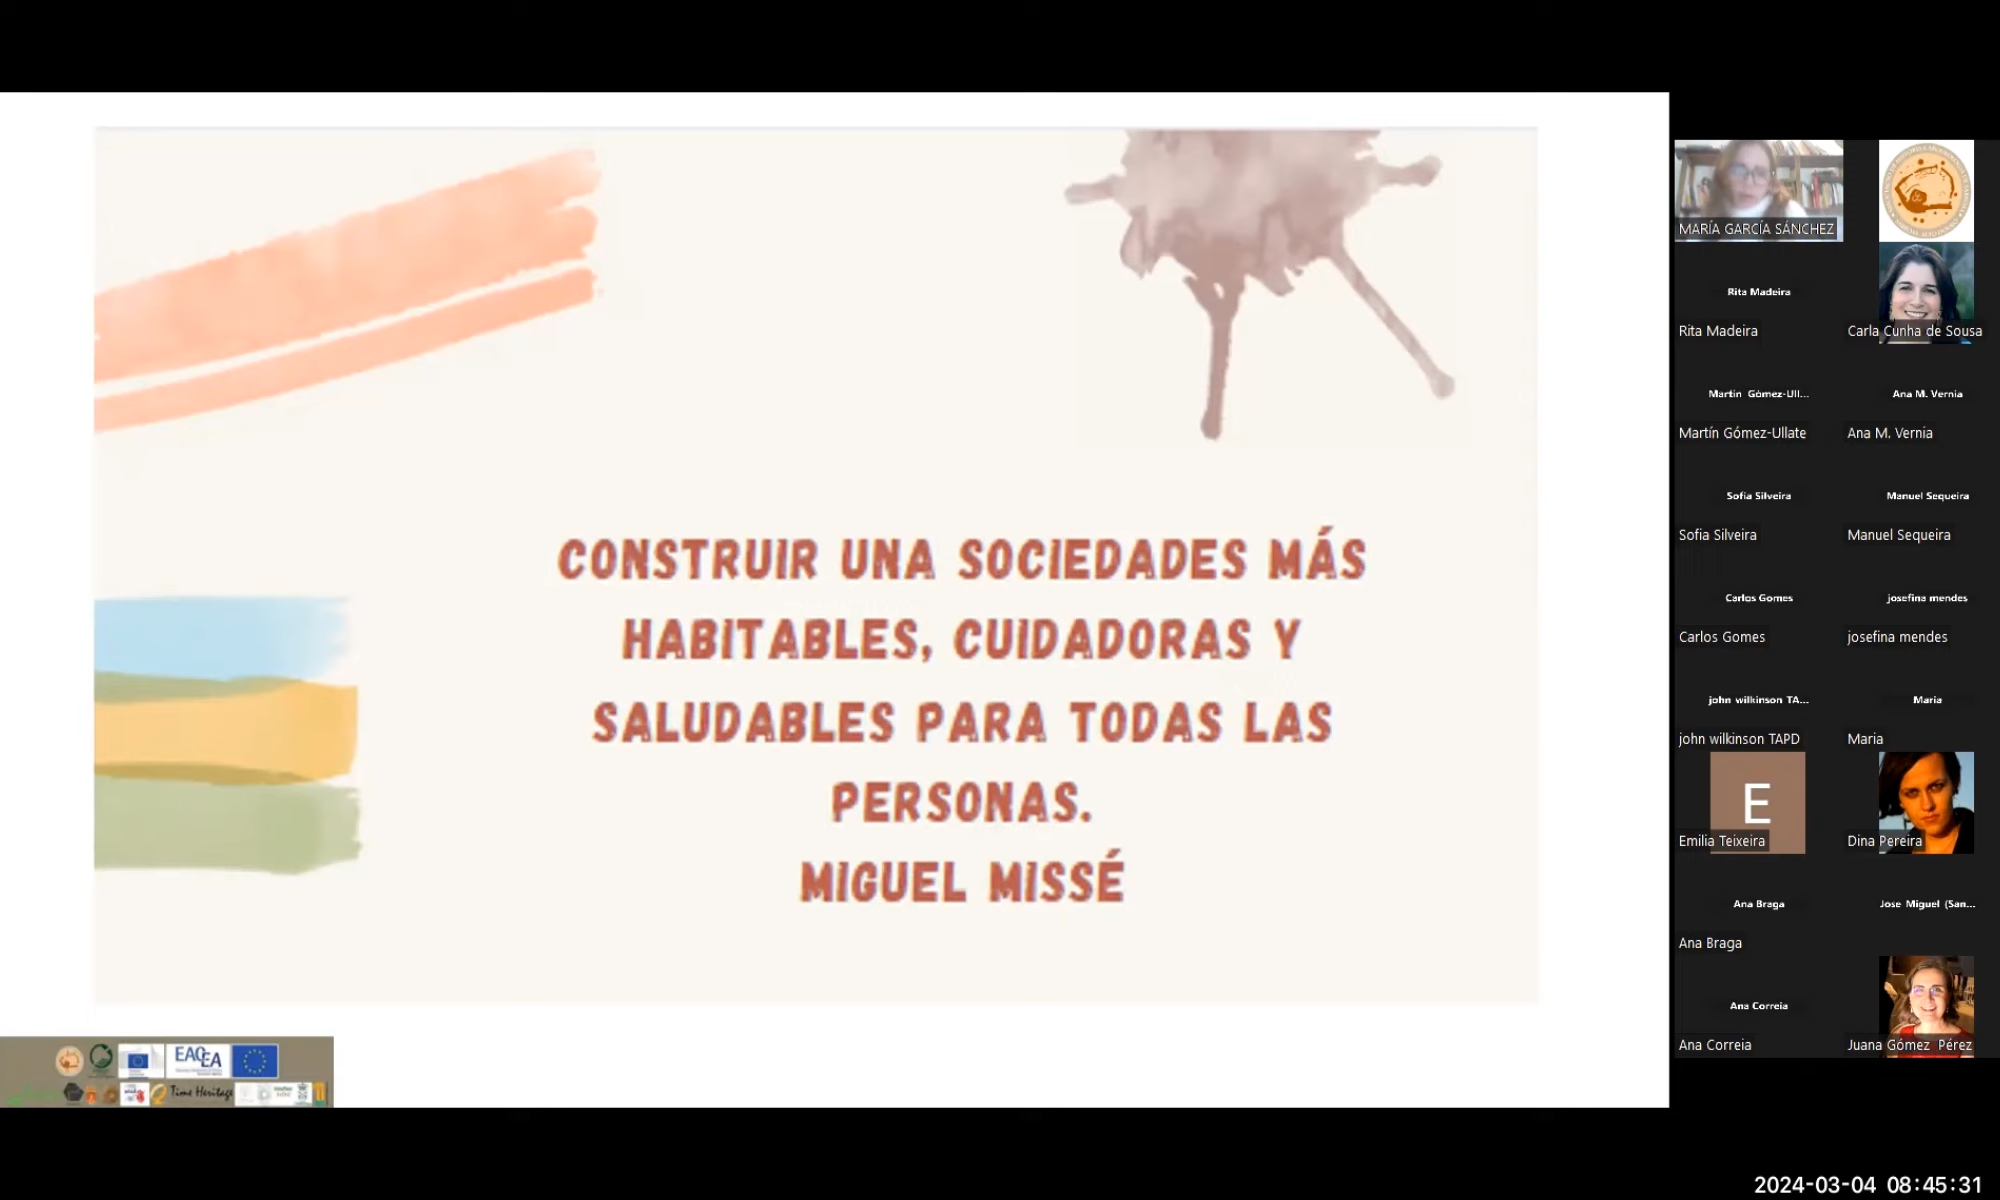 CONSTRUIR UNA SOCIEDADES MÁS
HABITABLES, CUIDADORAS Y
SALUDABLES PARA TODAS LAS
PERSONAS.
MIGUEL MISSÉ
EACEA
Time Heritage
MARÍA GARCÍA SÁNCHEZ
Rita Madeira
Rita Madeira
Carla Cunha de Sousa
Martin Gómez-Ull...
Ana M. Vernia
Martín Gómez-Ullate
Ana M. Vernia
Sofia Silveira
Manuel Sequeira
Sofia Silveira
Manuel Sequeira
Carlos Gomes
josefina mendes
Carlos Gomes
josefina mendes
john wilkinson TA...
Maria
john wilkinson TAPD
Maria
E
Emilia Teixeira
Dina Pereira
Ana Braga
Jose Miguel (San...
Ana Braga
Ana Correia
Ana Correia
Juana Gómez Pérez
2024-03-04 08:45:31